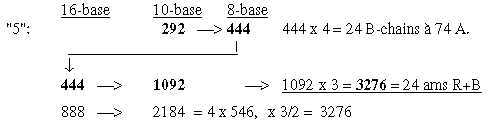 16-base 10-base 8-base
"5": 292 —> 444 444 x 4 = 24 B-chains à 74 A.
444 —> 1092 —> 1092 x 3 = 3276 = 24 ams R+B
888 —> 2184 = 4 x 546, x 3/2 = 3276